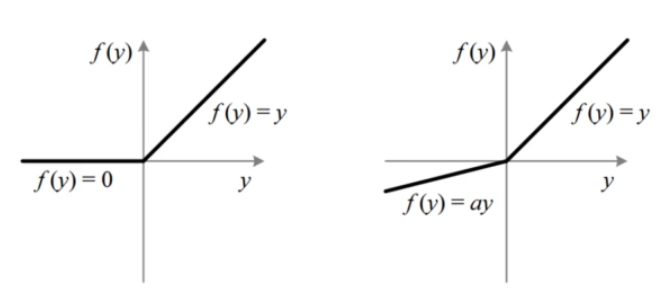 f(y)
f(y) = y
f(y) = 0
y
f(y)
f(y) = y
f(y) = ay
y